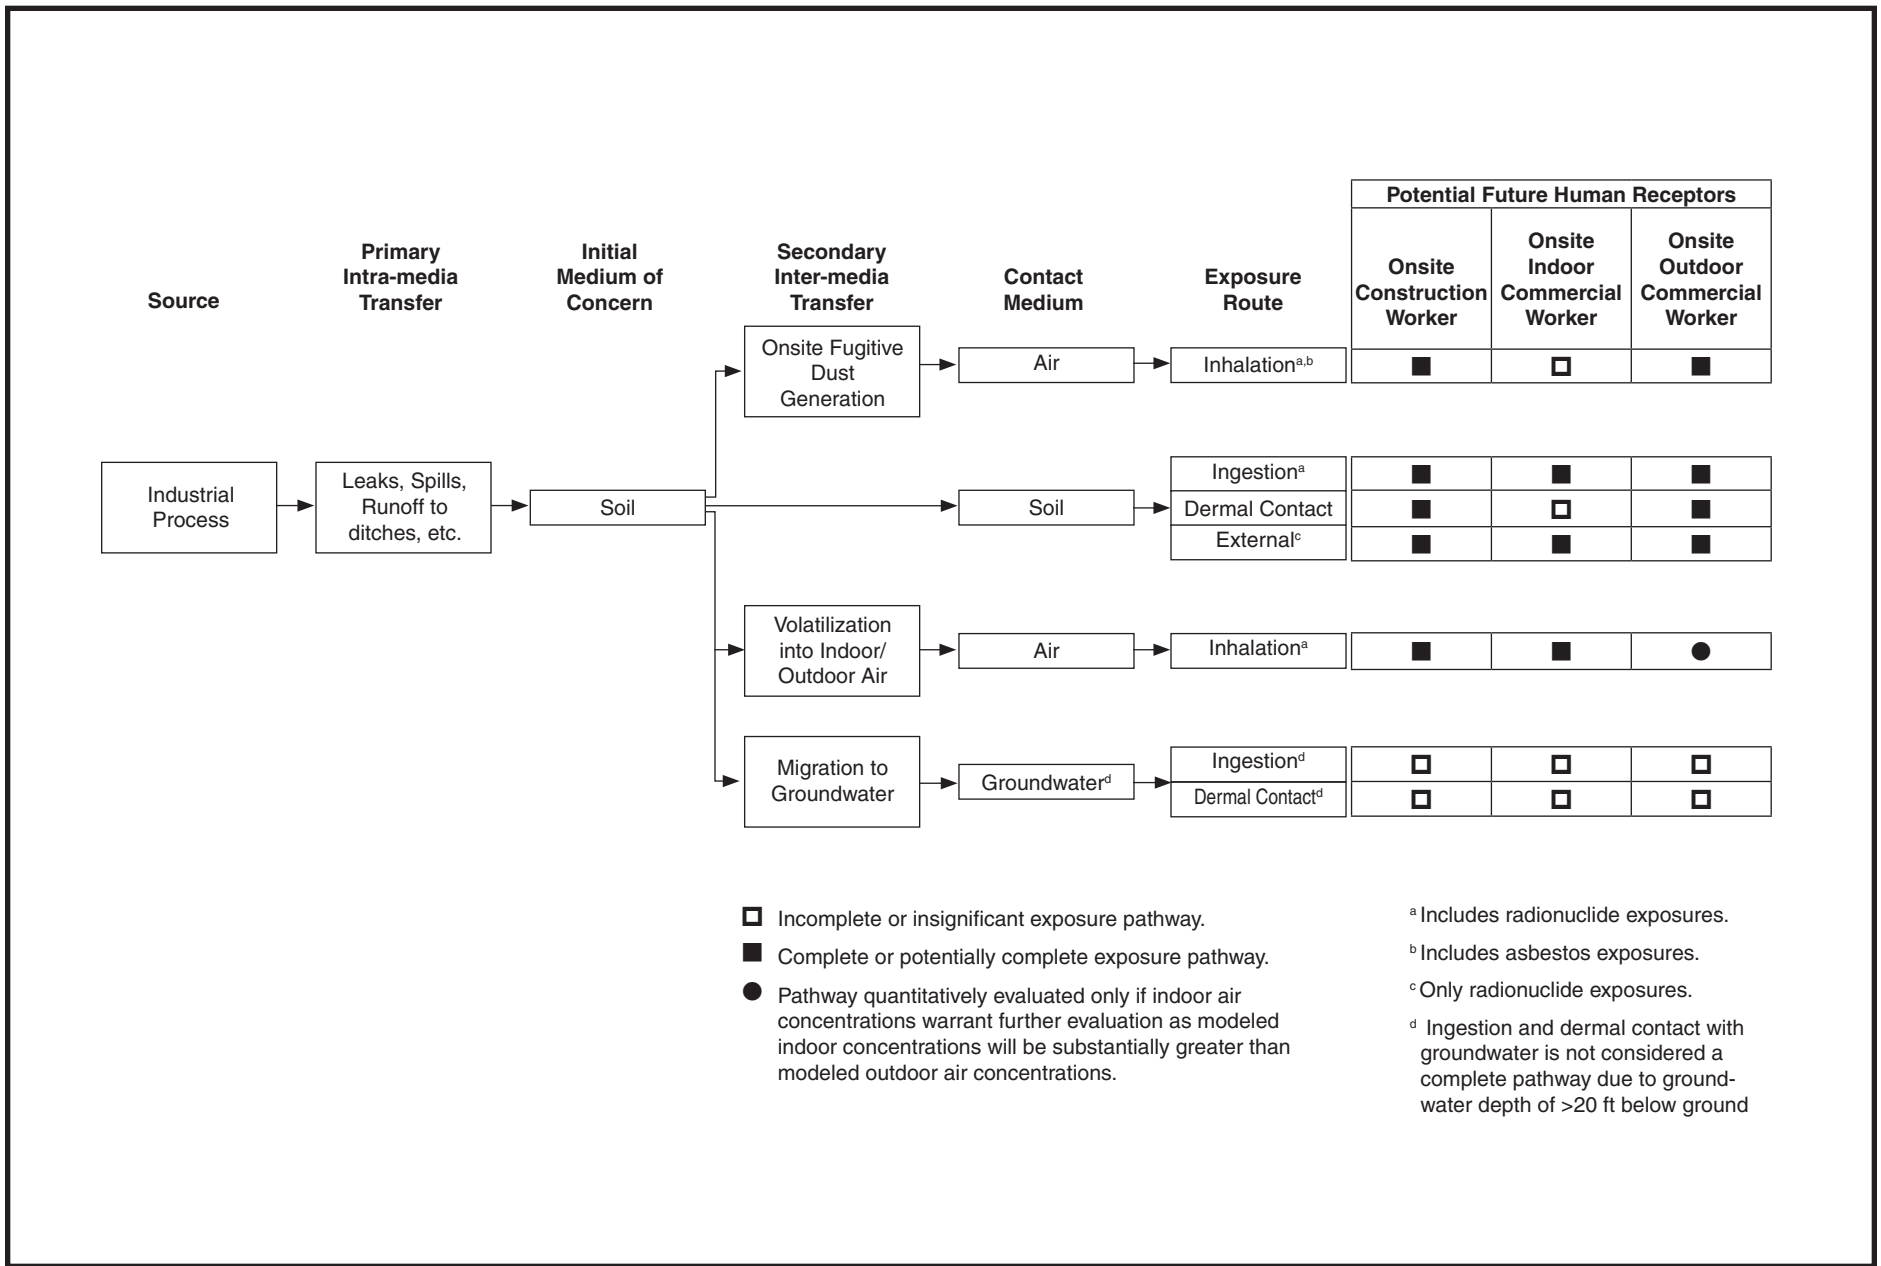 Potential Future Human Receptors
Source
Primary
Intra-media
Transfer
Initial
Medium of
Concern
Secondary
Inter-media
Transfer
Contact
Medium
Exposure
Route
Onsite
Construction
Worker
Onsite
Indoor
Commercial
Worker
Onsite
Outdoor
Commercial
Worker
Onsite Fugitive
Dust
Generation
Air
Inhalationa,b
Industrial
Process
Leaks, Spills,
Runoff to
ditches, etc.
Soil
Soil
Ingestiona
Dermal Contact
Externalc
Volatilization
into Indoor/
Outdoor Air
Air
Inhalationa
Migration to
Groundwater
Groundwaterd
Ingestiond
Dermal Contactd
Incomplete or insignificant exposure pathway.
Complete or potentially complete exposure pathway.
Pathway quantitatively evaluated only if indoor air
concentrations warrant further evaluation as modeled
indoor concentrations will be substantially greater than
modeled outdoor air concentrations.
a Includes radionuclide exposures.
b Includes asbestos exposures.
c Only radionuclide exposures.
d Ingestion and dermal contact with
groundwater is not considered a
complete pathway due to ground-
water depth of >20 ft below ground